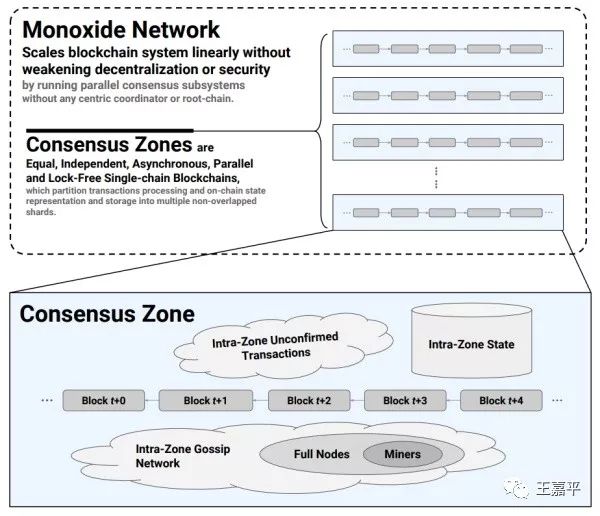 Monoxide Network
Scales blockchain system linearly without
weakening decentralization or security
by running parallel consensus subsystems
without any centric coordinator or root-chain.
Consensus Zones are
Equal, Independent, Asynchronous, Parallel
and Lock-Free Single-chain Blockchains,
which partition transactions processing and on-chain state
representation and storage into multiple non-overlapped
shards.
Consensus Zone
Intra-Zone Unconfirmed
Transactions
Intra-Zone State
Block t+0
Block t+1
Block t+2
Block t+3
Block t+4
Intra-Zone Gossip
Network
Full Nodes
Miners
王嘉平